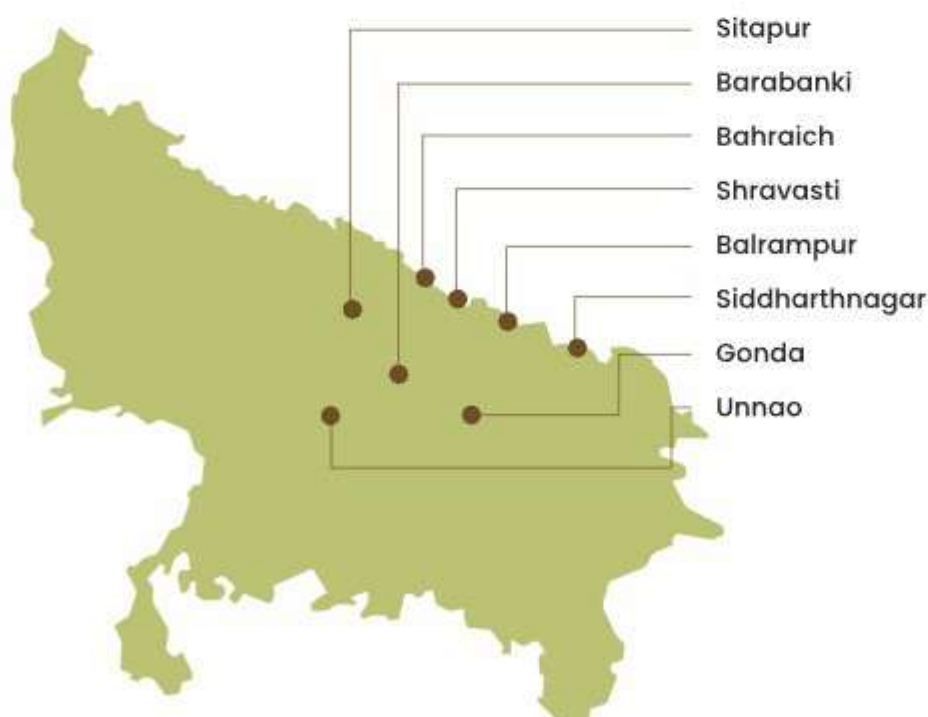 Sitapur
Barabanki
Bahraich
Shravasti
Balrampur
Siddharthnagar
Gonda
Unnao